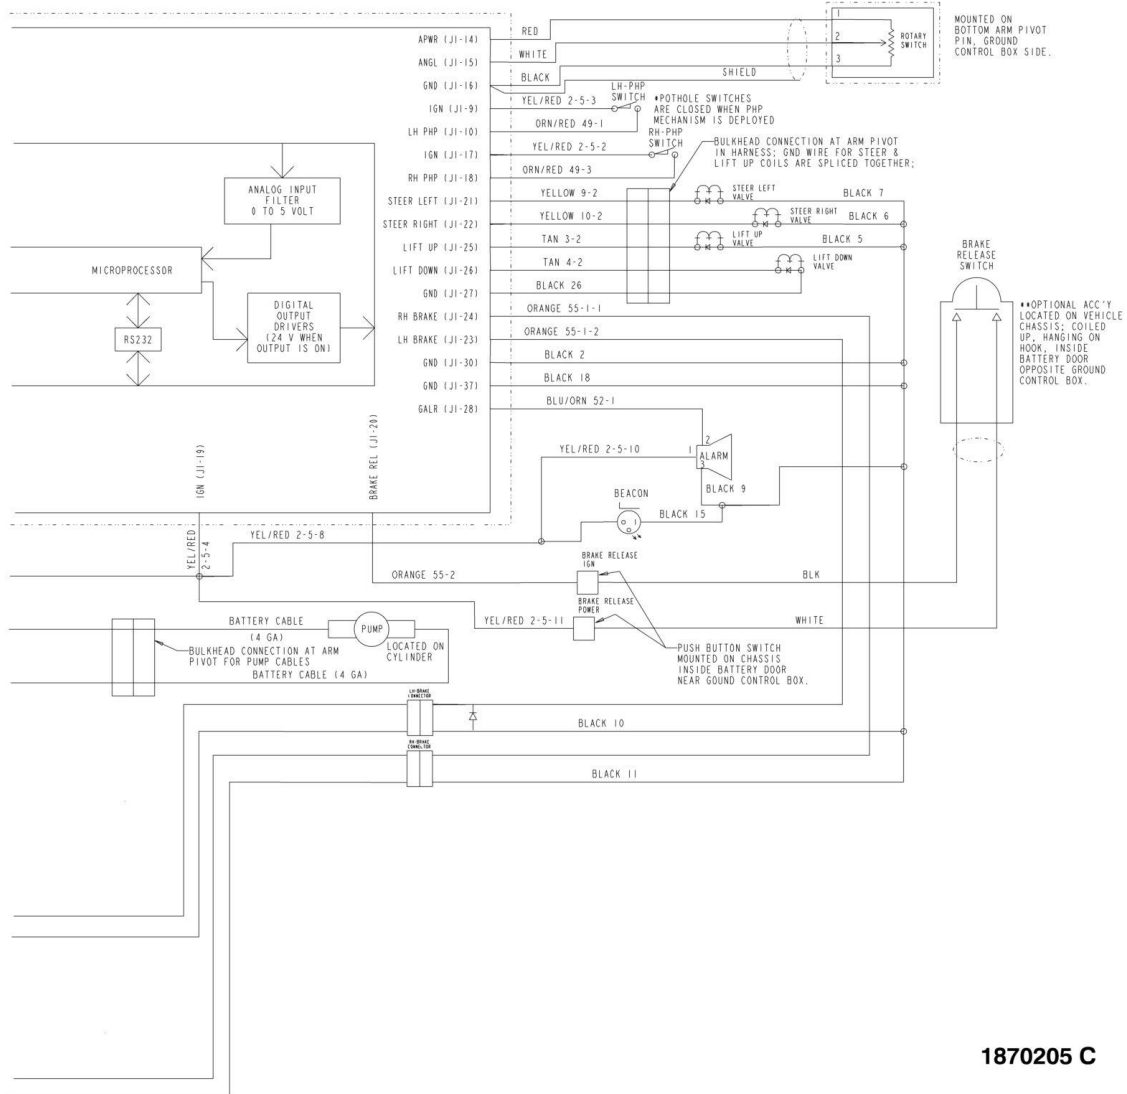 APWR (J1-14)
RED
1
2
3
ROTARY
SWITCH
MOUNTED ON
BOTTOM ARM PIVOT
PIN, GROUND
CONTROL BOX SIDE.
ANGL (J1-15)
WHITE
GND (J1-16)
BLACK
SHIELD
IGN (J1-9)
YEL/RED 2-5-3
LH-PHP
SWITCH
*POTHOLE SWITCHES
ARE CLOSED WHEN PHP
MECHANISM IS DEPLOYED
LH PHP (J1-10)
ORN/RED 49-1
IGN (J1-17)
YEL/RED 2-5-2
RH-PHP
SWITCH
BULKHEAD CONNECTION AT ARM PIVOT
IN HARNESS; GND WIRE FOR STEER &
LIFT UP COILS ARE SPLICED TOGETHER;
RH PHP (J1-18)
ORN/RED 49-3
STEER LEFT (J1-21)
YELLOW 9-2
STEER LEFT
VALVE
BLACK 7
STEER RIGHT (J1-22)
YELLOW 10-2
STEER RIGHT
VALVE
BLACK 6
LIFT UP (J1-25)
TAN 3-2
LIFT UP
VALVE
BLACK 5
LIFT DOWN (J1-26)
TAN 4-2
LIFT DOWN
VALVE
GND (J1-27)
BLACK 26
RH BRAKE (J1-24)
ORANGE 55-1-1
LH BRAKE (J1-23)
ORANGE 55-1-2
GND (J1-30)
BLACK 2
GND (J1-37)
BLACK 18
GALR (J1-28)
BLU/ORN 52-1
ANALOG INPUT
FILTER
0 TO 5 VOLT
MICROPROCESSOR
RS232
DIGITAL
OUTPUT
DRIVERS
(24 V WHEN
OUTPUT IS ON)
BRAKE
RELEASE
SWITCH
**OPTIONAL ACC'Y
LOCATED ON VEHICLE
CHASSIS; COILED
UP, HANGING ON
HOOK, INSIDE
BATTERY DOOR
OPPOSITE GROUND
CONTROL BOX.
IGN (J1-19)
BRAKE REL (J1-20)
YEL/RED 2-5-10
1
2
3
ALARM
BLACK 9
BEACON
1
BLACK 15
YEL/RED
2-5-4
YEL/RED 2-5-8
BRAKE RELEASE
IGN
ORANGE 55-2
BLK
BRAKE RELEASE
POWER
YEL/RED 2-5-11
WHITE
BATTERY CABLE
(4 GA)
PUMP
LOCATED ON
CYLINDER
BULKHEAD CONNECTION AT ARM
PIVOT FOR PUMP CABLES
BATTERY CABLE (4 GA)
PUSH BUTTON SWITCH
MOUNTED ON CHASSIS
INSIDE BATTERY DOOR
NEAR GOUND CONTROL BOX.
LH-BRAKE
CONNECTOR
BLACK 10
RH-BRAKE
CONNECTOR
BLACK 11
1870205 C